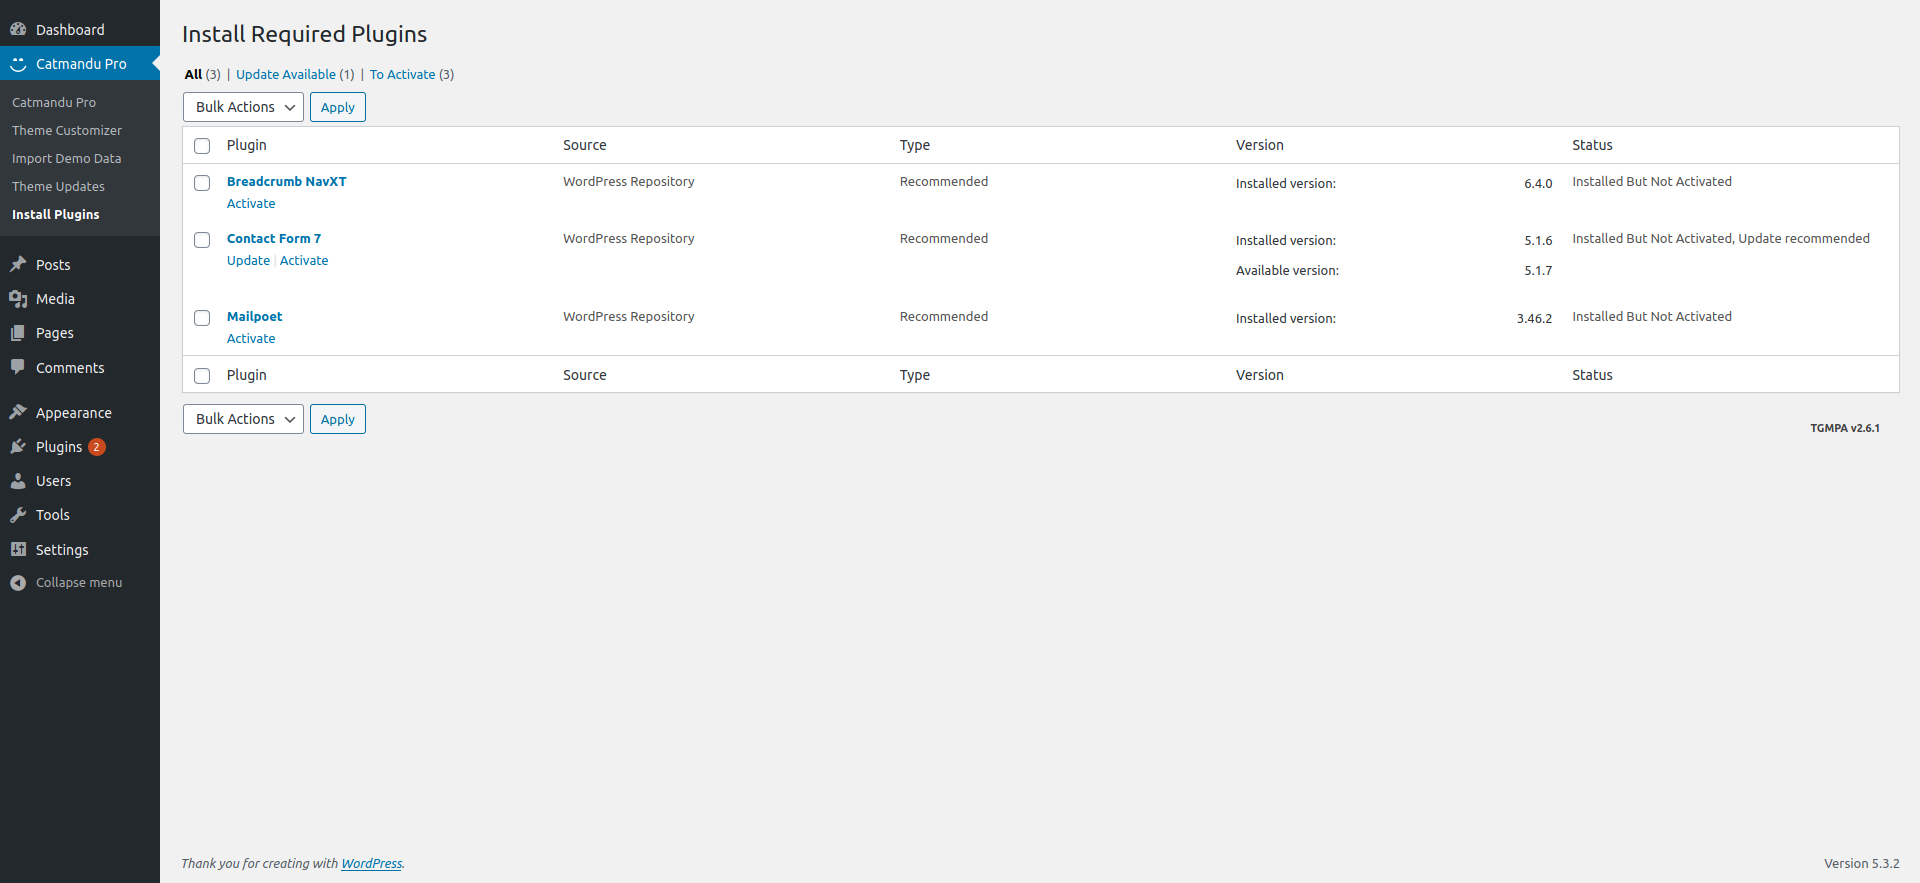 Dashboard
Catmandu Pro
Catmandu Pro
Theme Customizer
Import Demo Data
Theme Updates
Install Plugins
Posts
Media
Pages
Comments
Appearance
Plugins 2
Users
Tools
Settings
Collapse menu
Install Required Plugins
All (3) | Update Available (1) | To Activate (3)
Bulk Actions Apply
Plugin Source Type Version Status
Breadcrumb NavXT WordPress Repository Recommended Installed version: 6.4.0 Installed But Not Activated
Activate
Contact Form 7 WordPress Repository Recommended Installed version: 5.1.6 Installed But Not Activated, Update recommended
Update | Activate
Available version: 5.1.7
Mailpoet WordPress Repository Recommended Installed version: 3.46.2 Installed But Not Activated
Activate
Plugin Source Type Version Status
Bulk Actions Apply
TGMPA v2.6.1
Thank you for creating with WordPress.
Version 5.3.2